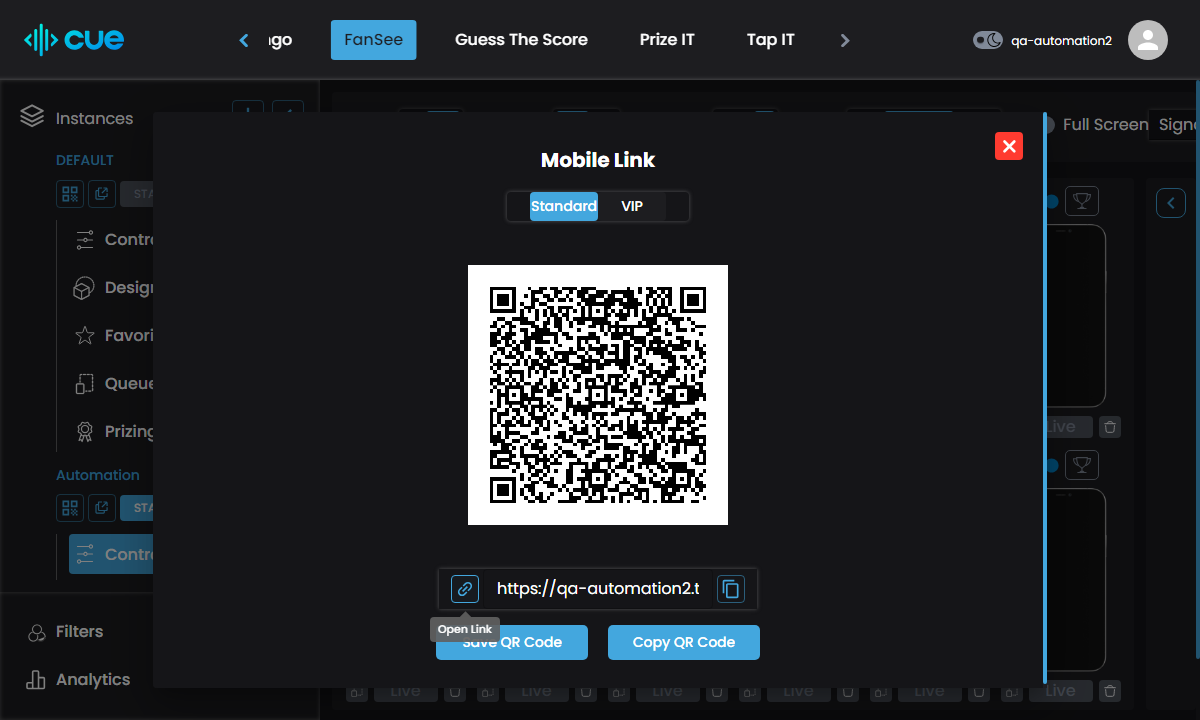 cue
ngo
FanSee
Guess The Score
Prize IT
Tap IT
qa-automation2
Instances
Full Screen
Sign
Mobile Link
DEFAULT
STA
Standard
VIP
Contro
Design
Favori
Queue
Prizing
Live
Automation
STA
Contro
https://qa-automation2.t
Open Link
Save QR Code
Copy QR Code
Filters
Analytics
Live
Live
Live
Live
Live
Live